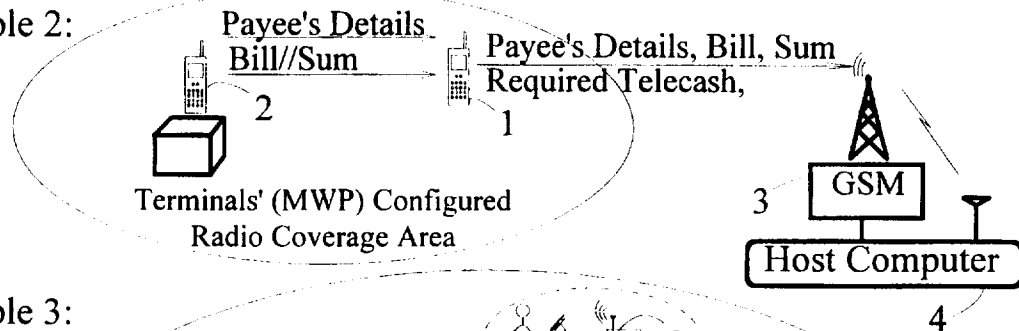 ple 2:
Payee's Details
Bill//Sum
Payee's Details, Bill, Sum
Required Telecash,
2
1
Terminals' (MWP) Configured
Radio Coverage Area
3
GSM
Host Computer
4
ple 3: